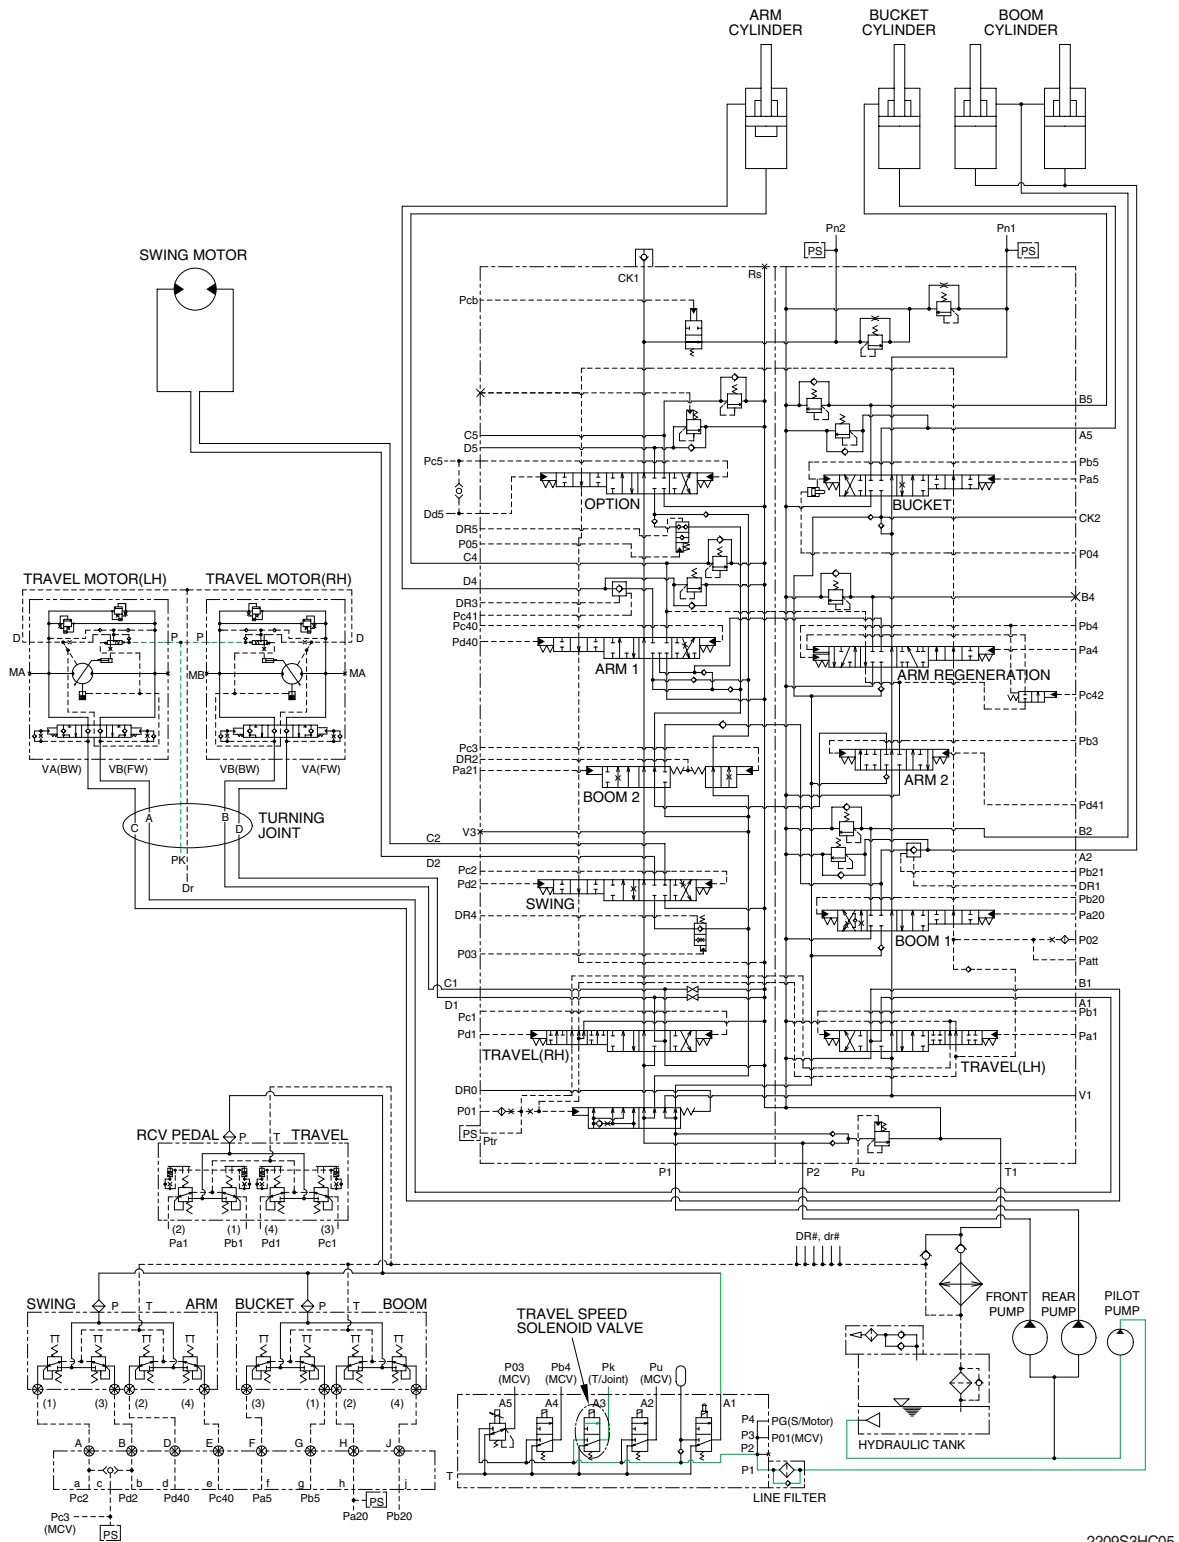 ARM
CYLINDER
BUCKET
CYLINDER
BOOM
CYLINDER
SWING MOTOR
Pn2
Pn1
PS
PS
CK1
Rs
Pcb
C5
D5
Pc5
Dd5
DR5
P05
C4
D4
DR3
Pc41
Pc40
Pd40
OPTION
ARM 1
B5
A5
Pb5
Pa5
BUCKET
CK2
P04
B4
Pb4
Pa4
ARM REGENERATION
Pc42
TRAVEL MOTOR(LH)
TRAVEL MOTOR(RH)
D
P
P
D
MA
MB
MA
VA(BW)
VB(FW)
VB(BW)
VA(FW)
C
A
B
D
TURNING
JOINT
PK
Dr
Pc3
DR2
Pa21
BOOM 2
V3
C2
D2
Pc2
Pd2
SWING
DR4
P03
Pb3
ARM 2
Pd41
B2
A2
Pb21
DR1
Pb20
Pa20
BOOM 1
P02
Patt
C1
D1
Pc1
Pd1
TRAVEL(RH)
DR0
P01
PS
Ptr
B1
A1
Pb1
Pa1
TRAVEL(LH)
V1
P1
P2
Pu
T1
RCV PEDAL
P
T
TRAVEL
(2)
(1)
(4)
(3)
Pa1
Pb1
Pd1
Pc1
DR#, dr#
FRONT
PUMP
REAR
PUMP
PILOT
PUMP
HYDRAULIC TANK
SWING
P
T
ARM
BUCKET
P
T
BOOM
(1)
(3)
(2)
(4)
(3)
(1)
(2)
(4)
A
B
D
E
F
G
H
J
a
c
b
d
e
f
g
h
j
Pc2
Pd2
Pd40
Pc40
Pa5
Pb5
PS
Pa20
Pb20
Pc3
(MCV)
PS
TRAVEL SPEED
SOLENOID VALVE
P03
(MCV)
Pb4
(MCV)
Pk
(T/Joint)
Pu
(MCV)
A5
A4
A3
A2
A1
T
P4
PG(S/Motor)
P3
P01(MCV)
P2
P1
LINE FILTER
2209S3HC05